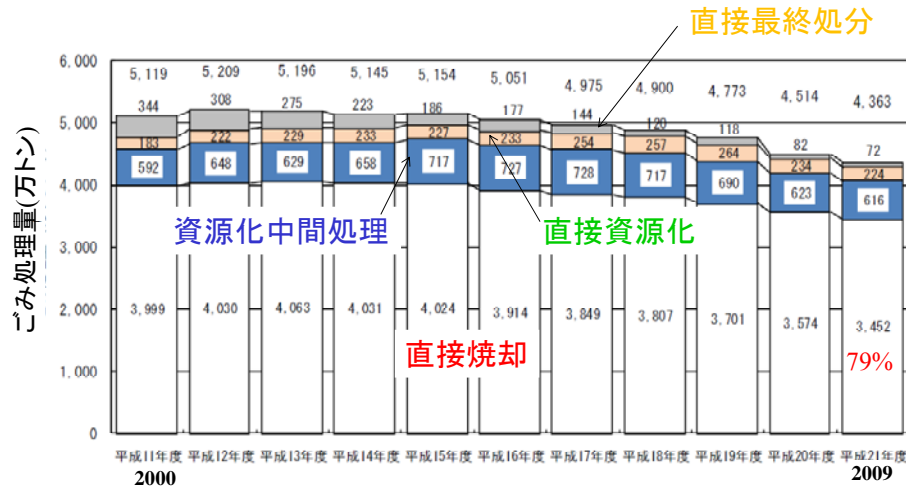 直接最終処分
ごみ処理量(万トン)
6,000
5,000
4,000
3,000
2,000
1,000
0
5,119 5,209 5,196 5,145 5,154 5,051 4,975 4,900 4,773 4,514 4,363
344 308 275 223 186 177 144 120 118 82 72
183 222 229 233 227 233 254 257 264 234 224
592 648 629 658 717 727 728 717 690 623 616
資源化中間処理
直接資源化
3,999 4,030 4,063 4,031 4,024 3,914 3,849 3,807 3,701 3,574 3,452
直接焼却
79%
平成11年度 平成12年度 平成13年度 平成14年度 平成15年度 平成16年度 平成17年度 平成18年度 平成19年度 平成20年度 平成21年度
2000 2009